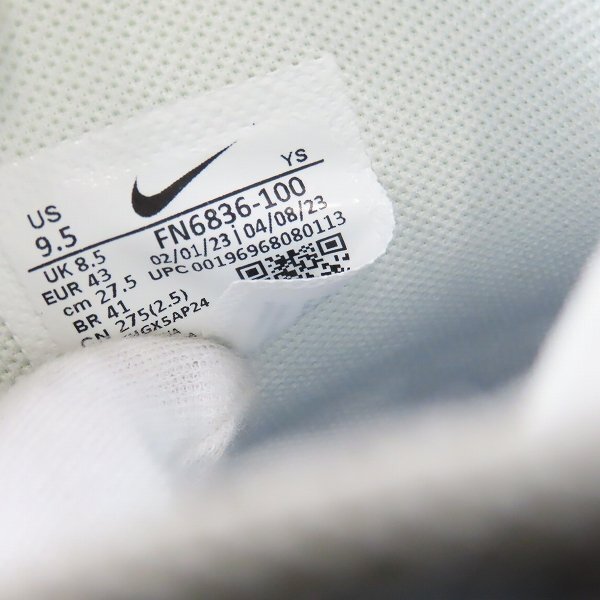 YS
US
9.5
FN6836-100
UK 8.5
02/01/23 | 04/08/23
EUR 43
UPC 00196968080113
cm 27.5
BR 41
CN 275(2.5)
GX5AP24